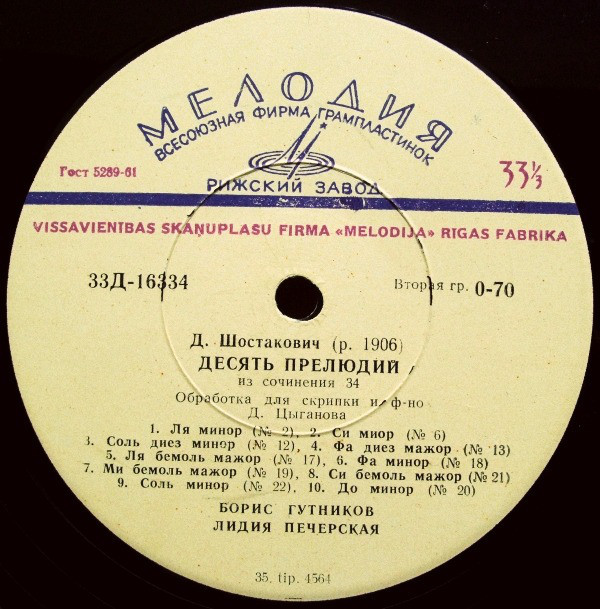 МЕЛОДИЯ
ВСЕСОЮЗНАЯ ФИРМА ГРАМПЛАСТИНОК
РИЖСКИЙ ЗАВОД
Гост 5289-61
33⅓
VISSAVIENĪBAS SKAŅUPLAŠU FIRMA «MELODIJA» RĪGAS FABRIKA
33Д-16334
Вторая гр. 0-70
Д. Шостакович (р. 1906)
ДЕСЯТЬ ПРЕЛЮДИЙ
из сочинения 34
Обработка для скрипки и ф-но
Д. Цыганова
1. Ля минор (№ 2), 2. Си миор (№ 6)
3. Соль диез минор (№ 12), 4. Фа диез мажор (№ 13)
5. Ля бемоль мажор (№ 17), 6. Фа минор (№ 18)
7. Ми бемоль мажор (№ 19), 8. Си бемоль мажор (№ 21)
9. Соль минор (№ 22), 10. До минор (№ 20)
БОРИС ГУТНИКОВ
ЛИДИЯ ПЕЧЕРСКАЯ
35. tip. 4564